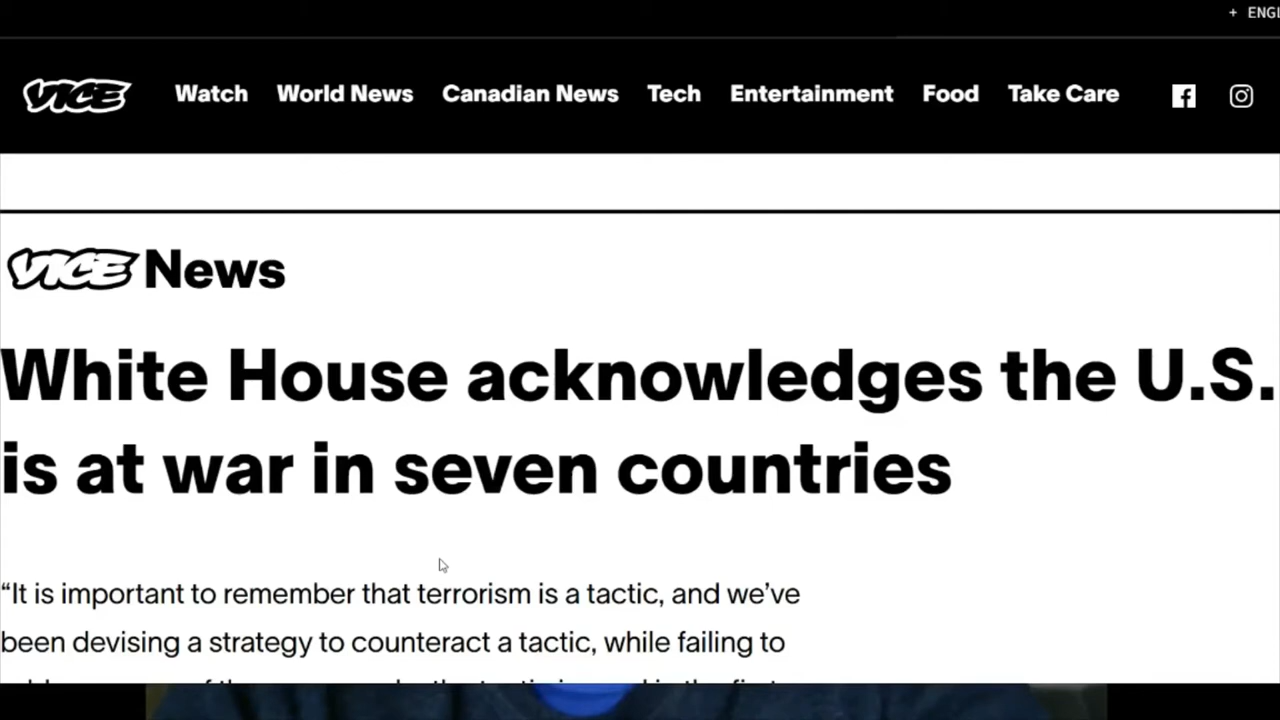 + ENGL
VICE Watch World News Canadian News Tech Entertainment Food Take Care
VICE News
White House acknowledges the U.S.
is at war in seven countries
“It is important to remember that terrorism is a tactic, and we’ve
been devising a strategy to counteract a tactic, while failing to